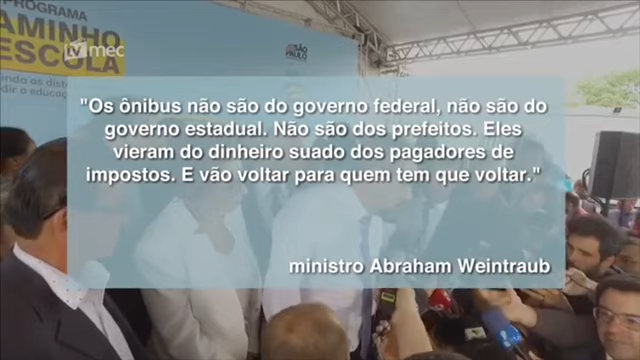 PROGRAMA
CAMINHO
ESCOLA
tv mec
SÃO PAULO
"Os ônibus não são do governo federal, não são do
governo estadual. Não são dos prefeitos. Eles
vieram do dinheiro suado dos pagadores de
impostos. E vão voltar para quem tem que voltar."
ministro Abraham Weintraub